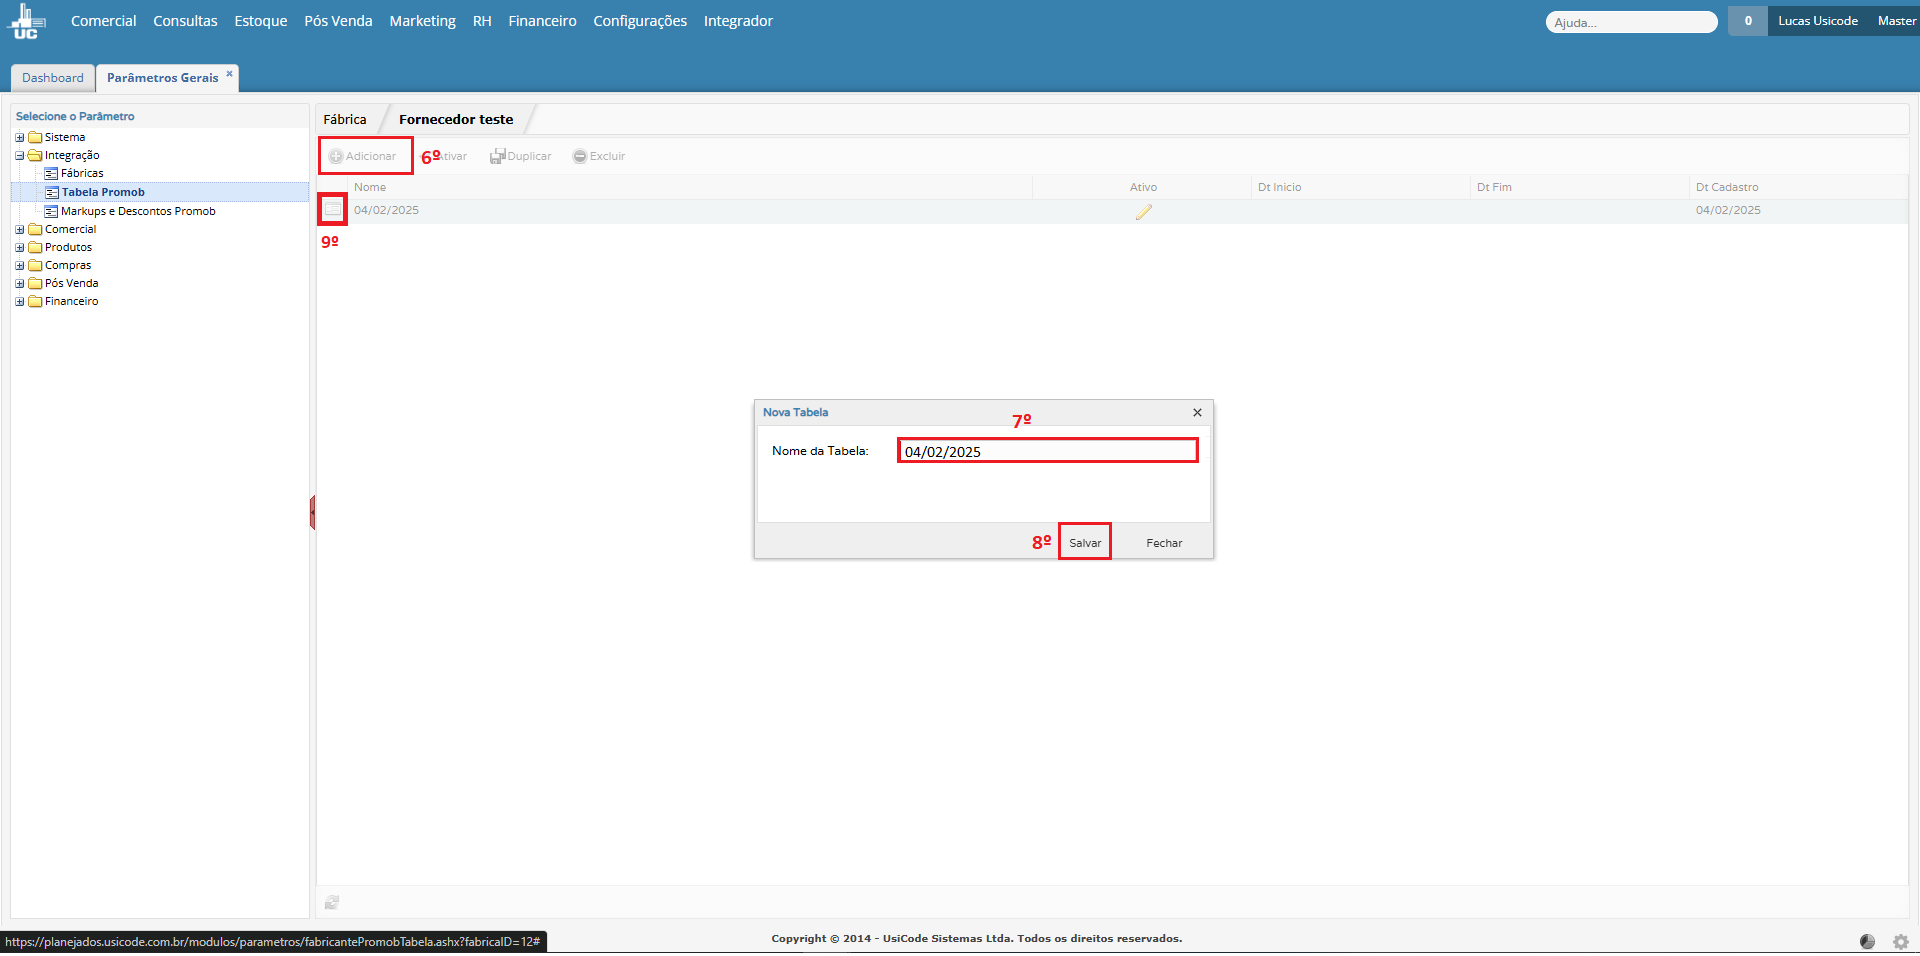 UC
Comercial Consultas Estoque Pós Venda Marketing RH Financeiro Configurações Integrador
Ajuda...
0 Lucas Usicode Master
Dashboard Parâmetros Gerais
Selecione o Parâmetro
Sistema
Integração
Fábricas
Tabela Promob
Markups e Descontos Promob
Comercial
Produtos
Compras
Pós Venda
Financeiro
Fábrica Fornecedor teste
Adicionar 6º tivar Duplicar Excluir
Nome Ativo Dt Inicio Dt Fim Dt Cadastro
04/02/2025 04/02/2025
9º
Nova Tabela
7º
Nome da Tabela: 04/02/2025
8º Salvar Fechar
https://planejados.usicode.com.br/modulos/parametros/fabricantePromobTabela.ashx?fabricaID=12#
Copyright © 2014 - UsiCode Sistemas Ltda. Todos os direitos reservados.